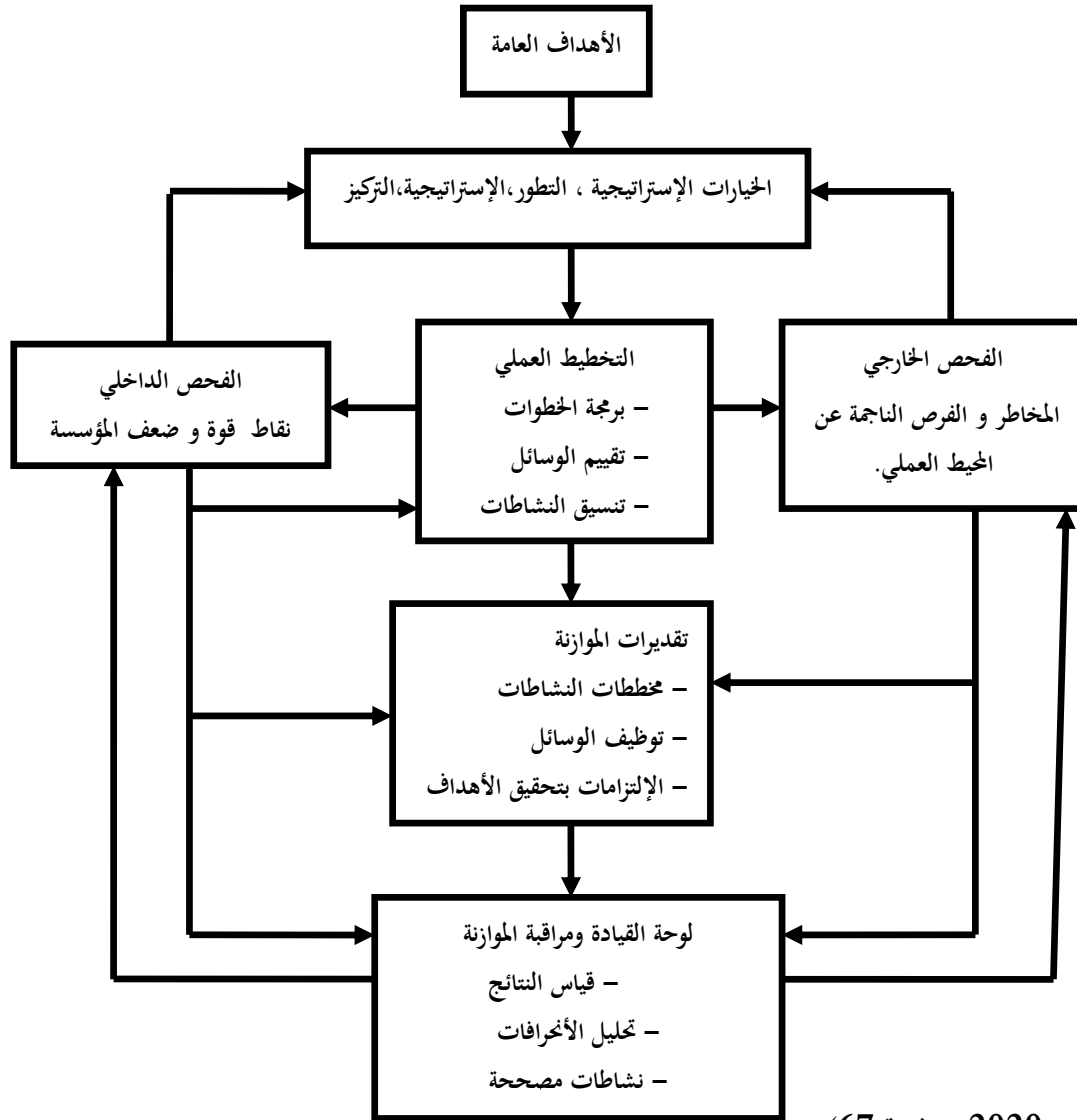 الأهداف العامة
الخيارات الإستراتيجية ، التطور،الإستراتيجية،التركيز
الفحص الخارجي
المخاطر و الفرص الناجمة عن
المحيط العملي.
التخطيط العملي
– برمجة الخطوات
– تقييم الوسائل
– تنسيق النشاطات
الفحص الداخلي
نقاط قوة و ضعف المؤسسة
تقديرات الموازنة
– مخططات النشاطات
– توظيف الوسائل
– الإلتزامات بتحقيق الأهداف
لوحة القيادة ومراقبة الموازنة
– قياس النتائج
– تحليل الأنحرافات
– نشاطات مصححة